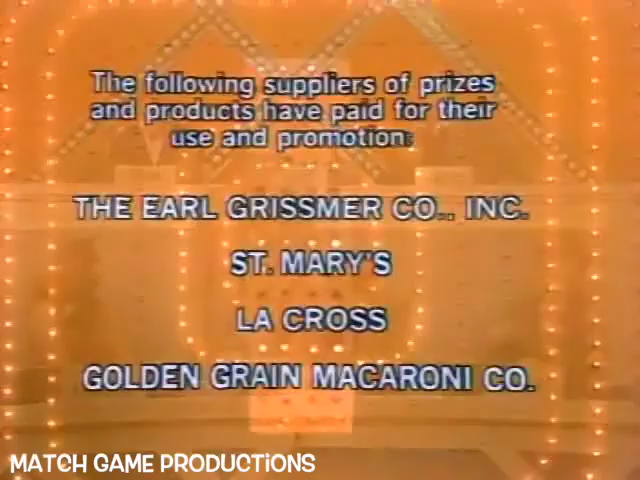 The following suppliers of prizes
and products have paid for their
use and promotion:
THE EARL GRISSMER CO., INC.
ST. MARY'S
LA CROSS
GOLDEN GRAIN MACARONI CO.
MATCH GAME PRODUCTIONS